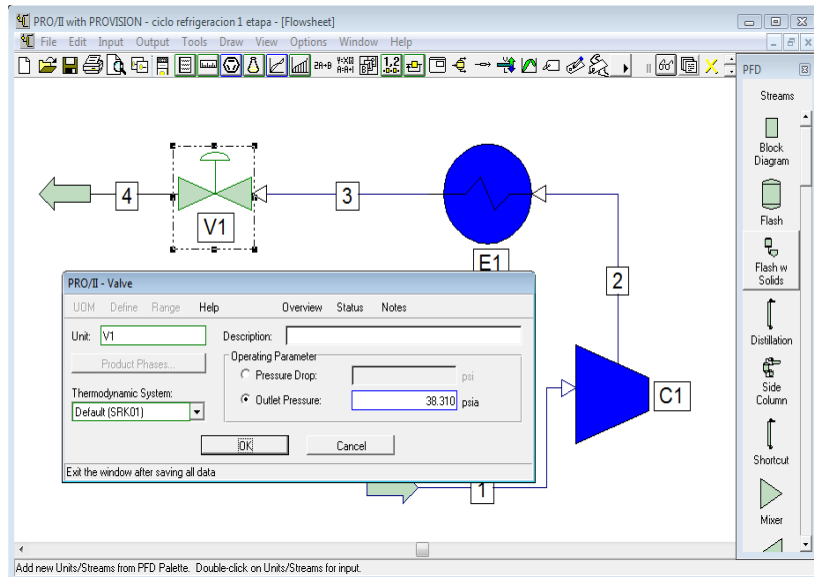 PRO/II with PROVISION - ciclo refrigeracion 1 etapa - [Flowsheet]
File Edit Input Output Tools Draw View Options Window Help
PFD
Streams
Block Diagram
Flash
Flash w Solids
Distillation
Side Column
Shortcut
Mixer
4
V1
3
E1
2
C1
1
PRO/II - Valve
UOM Define Range Help Overview Status Notes
Unit: V1 Description:
Product Phases...
Operating Parameter
Pressure Drop: psi
Thermodynamic System:
Outlet Pressure: 38.310 psia
Default (SRK01)
OK Cancel
Exit the window after saving all data
Add new Units/Streams from PFD Palette. Double-click on Units/Streams for input.